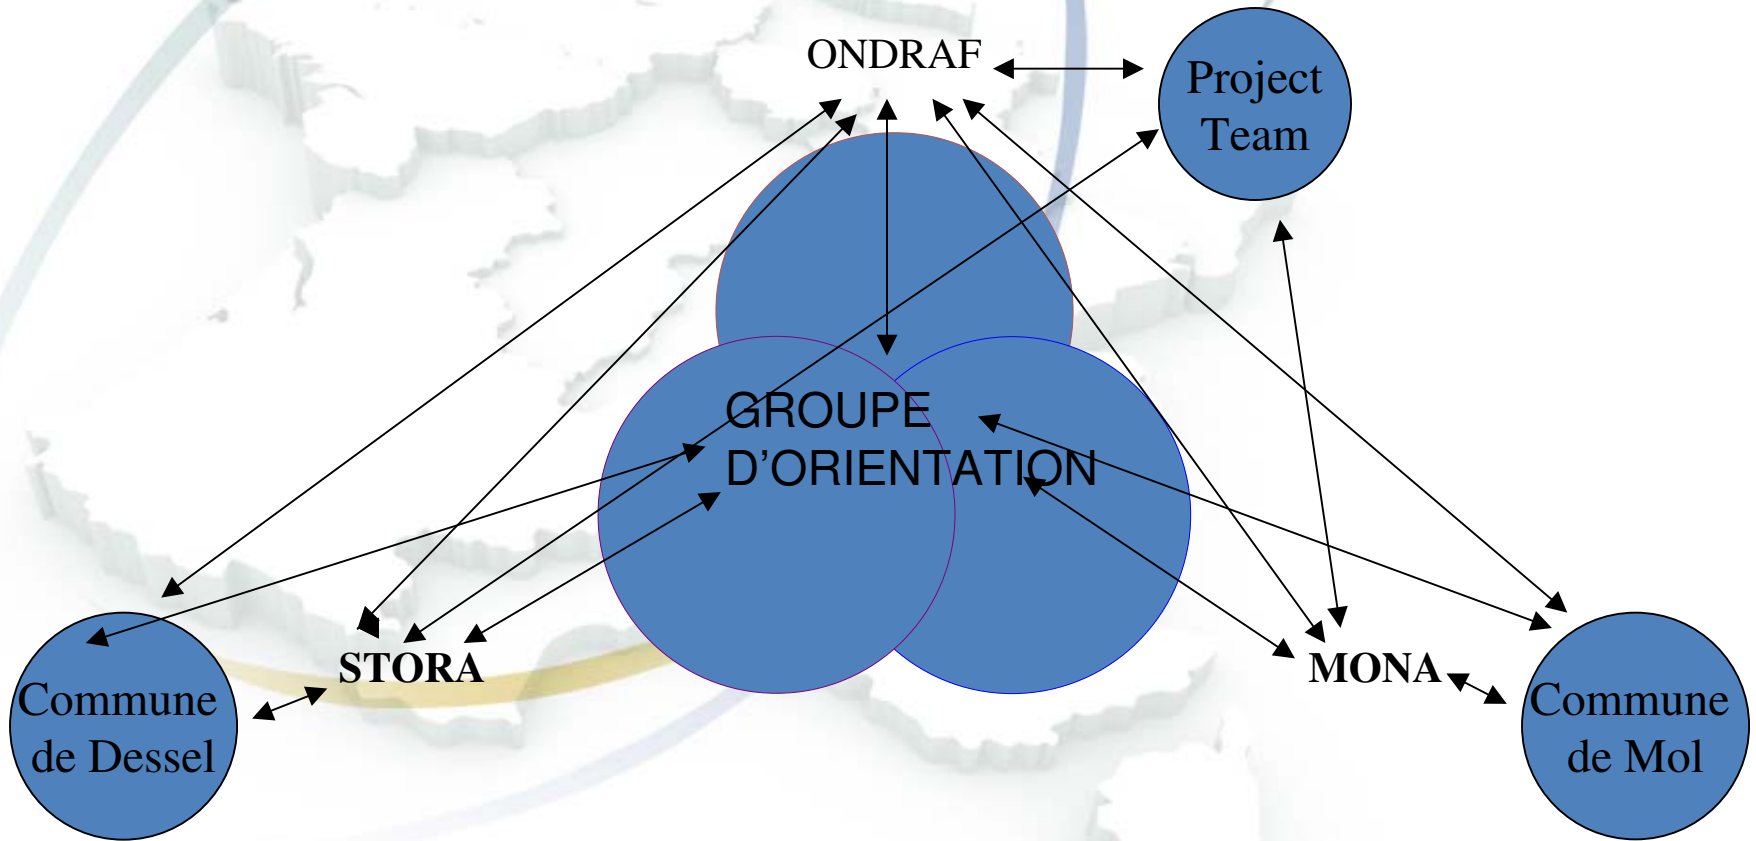 ONDRAF
Project
Team
GROUPE
D’ORIENTATION
STORA
MONA
Commune
de Dessel
Commune
de Mol